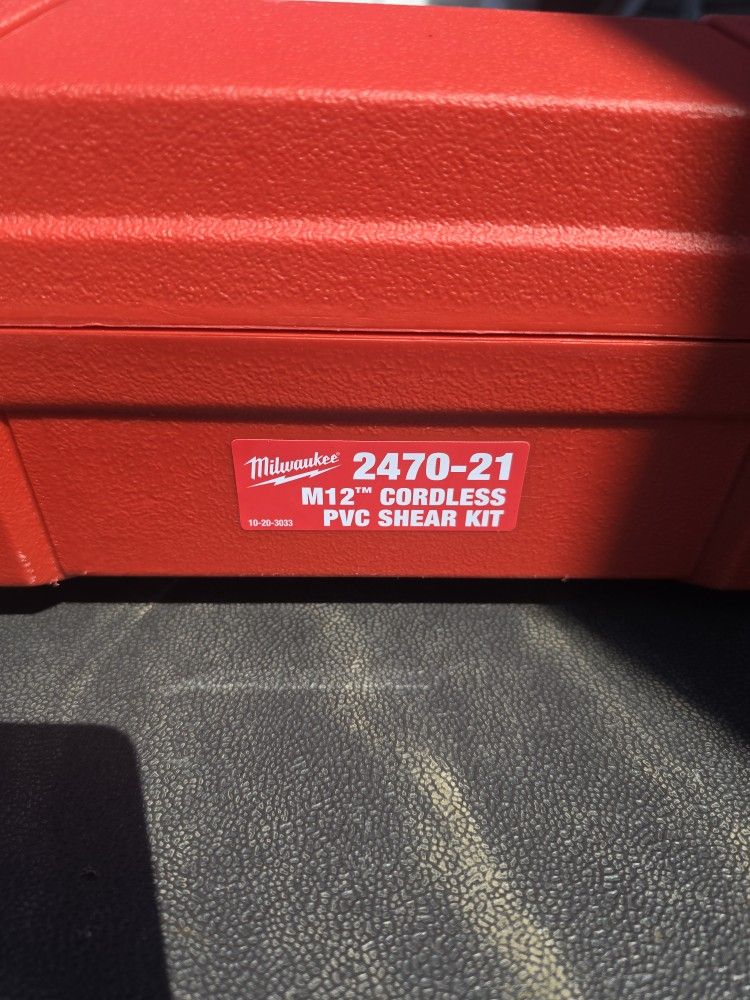 Milwaukee 2470-21
M12™ CORDLESS
10-20-3033 PVC SHEAR KIT